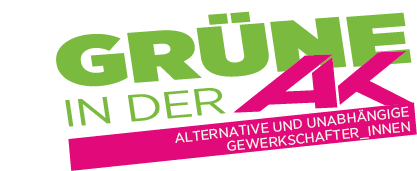 GRÜNE
IN DER AK
ALTERNATIVE UND UNABHÄNGIGE
GEWERKSCHAFTER_INNEN